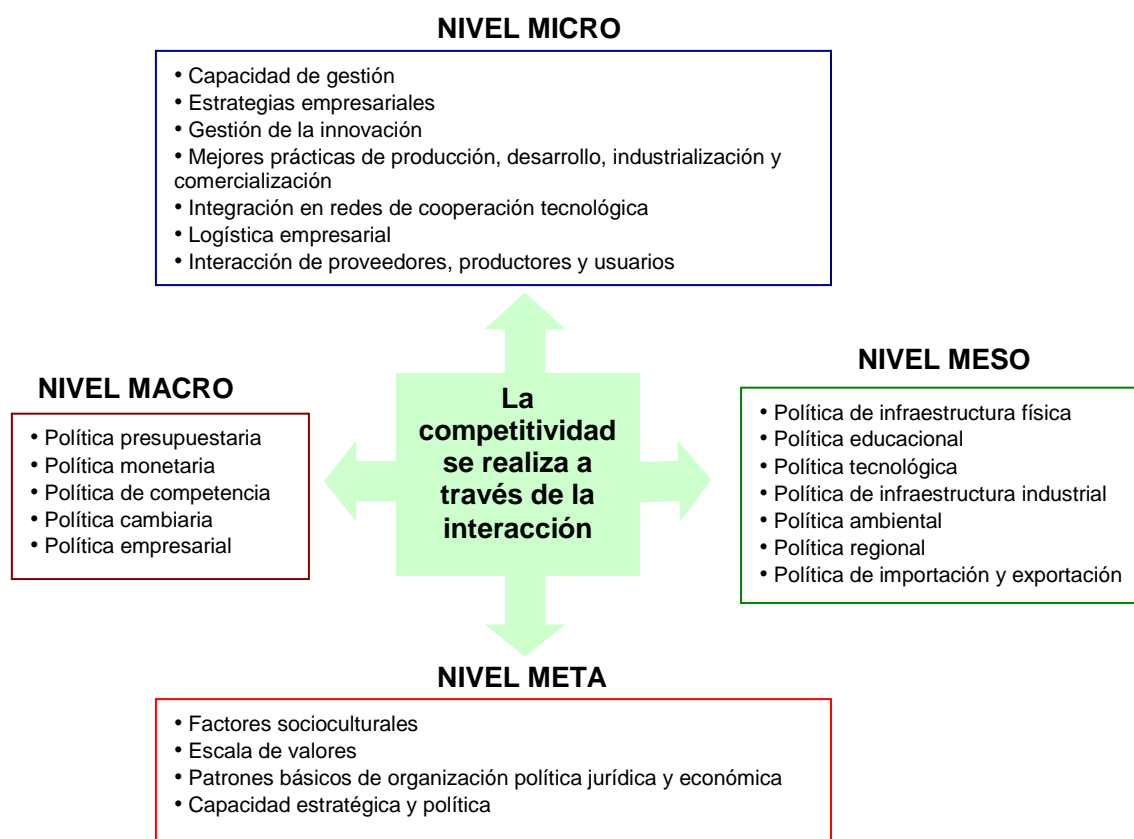 NIVEL MICRO
• Capacidad de gestión
• Estrategias empresariales
• Gestión de la innovación
• Mejores prácticas de producción, desarrollo, industrialización y
comercialización
• Integración en redes de cooperación tecnológica
• Logística empresarial
• Interacción de proveedores, productores y usuarios
NIVEL MACRO
• Política presupuestaria
• Política monetaria
• Política de competencia
• Política cambiaria
• Política empresarial
La
competitividad
se realiza a
través de la
interacción
NIVEL MESO
• Política de infraestructura física
• Política educacional
• Política tecnológica
• Política de infraestructura industrial
• Política ambiental
• Política regional
• Política de importación y exportación
NIVEL META
• Factores socioculturales
• Escala de valores
• Patrones básicos de organización política jurídica y económica
• Capacidad estratégica y política